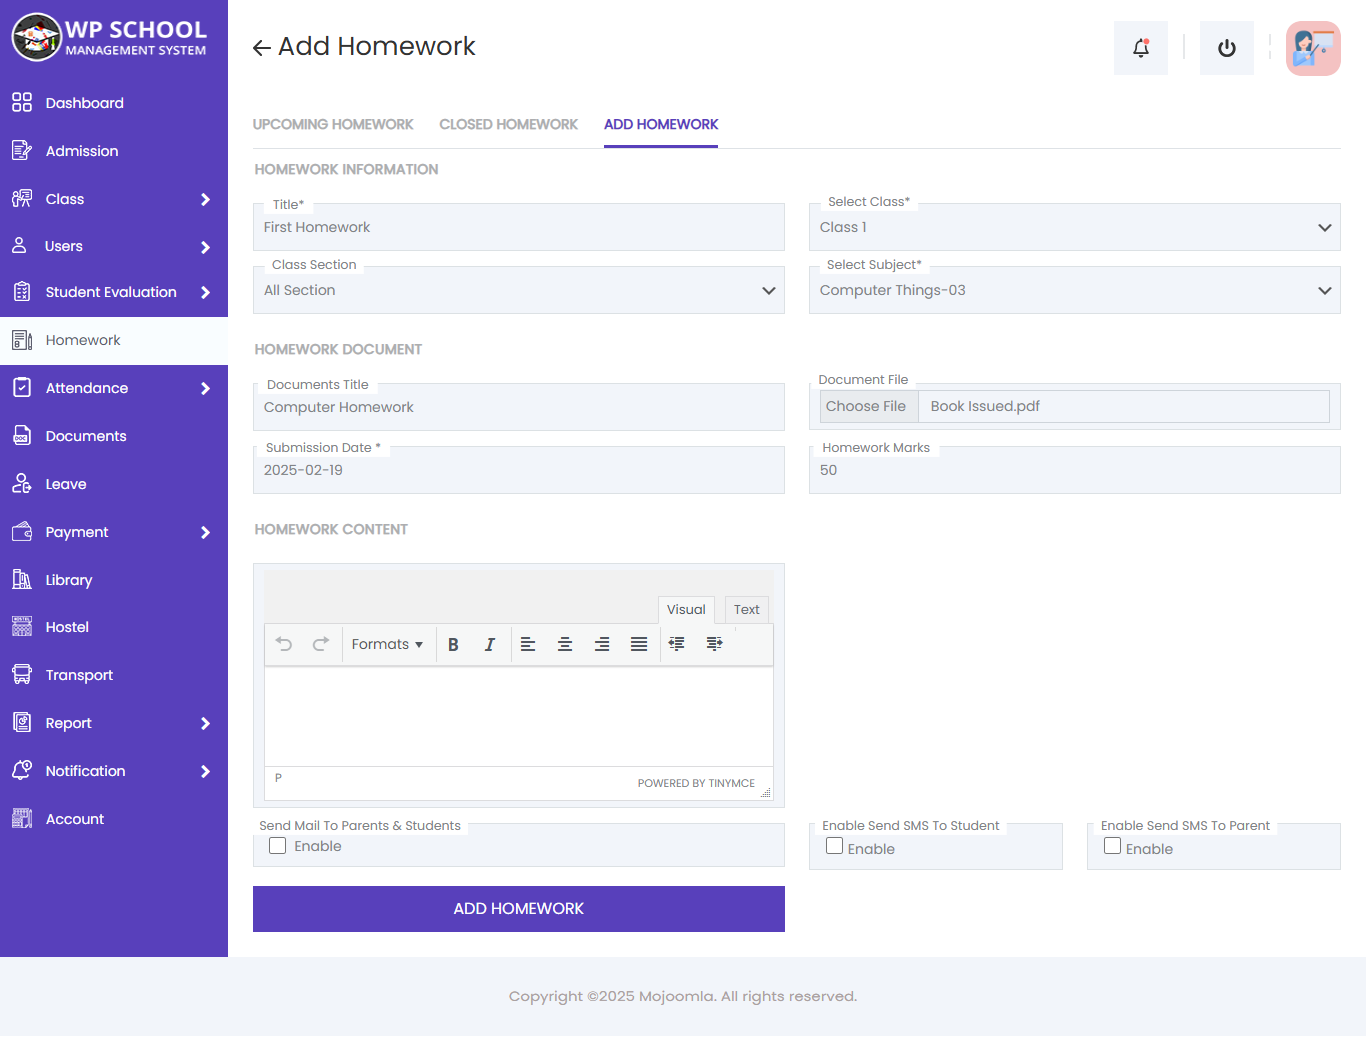 WP SCHOOL
MANAGEMENT SYSTEM
Dashboard
Admission
Class
Users
Student Evaluation
Homework
Attendance
Documents
Leave
Payment
Library
Hostel
Transport
Report
Notification
Account
Add Homework
UPCOMING HOMEWORK CLOSED HOMEWORK ADD HOMEWORK
HOMEWORK INFORMATION
Title*
First Homework
Select Class*
Class 1
Class Section
All Section
Select Subject*
Computer Things-03
HOMEWORK DOCUMENT
Documents Title
Computer Homework
Document File
Choose File Book Issued.pdf
Submission Date *
2025-02-19
Homework Marks
50
HOMEWORK CONTENT
Visual Text
Formats B I
P
POWERED BY TINYMCE
Send Mail To Parents & Students
Enable
Enable Send SMS To Student
Enable
Enable Send SMS To Parent
Enable
ADD HOMEWORK
Copyright ©2025 Mojoomla. All rights reserved.